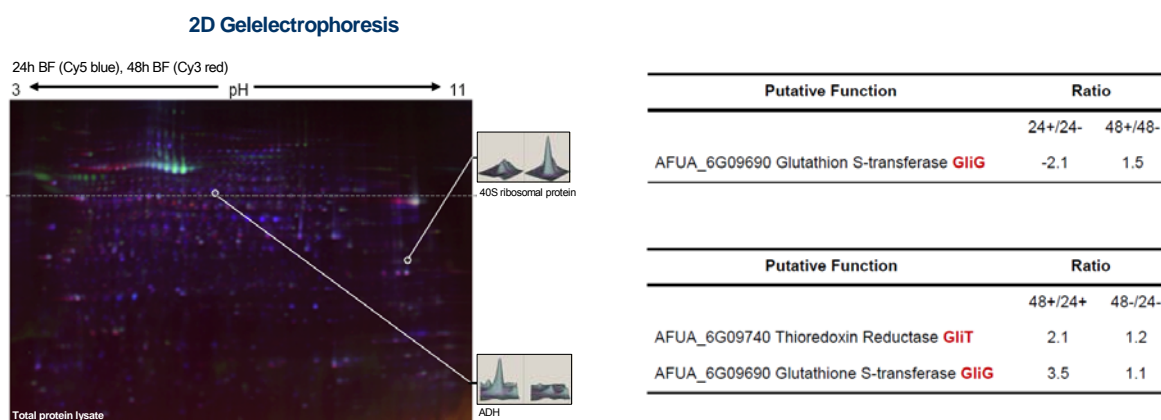 2D Gelelectrophoresis
24h BF (Cy5 blue), 48h BF (Cy3 red)
3 pH 11
40S ribosomal protein
ADH
Total protein lysate
Putative Function Ratio
24+/24- 48+/48-
AFUA_6G09690 Glutathion S-transferase GliG -2.1 1.5
Putative Function Ratio
48+/24+ 48-/24-
AFUA_6G09740 Thioredoxin Reductase GliT 2.1 1.2
AFUA_6G09690 Glutathione S-transferase GliG 3.5 1.1